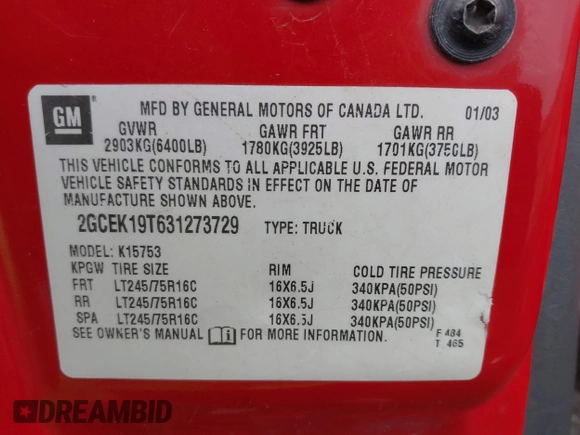 GM ®
MFD BY GENERAL MOTORS OF CANADA LTD. 01/03
GVWR GAWR FRT GAWR RR
2903KG(6400LB) 1780KG(3925LB) 1701KG(3750LB)
THIS VEHICLE CONFORMS TO ALL APPLICABLE U.S. FEDERAL MOTOR
VEHICLE SAFETY STANDARDS IN EFFECT ON THE DATE OF
MANUFACTURE SHOWN ABOVE.
2GCEK19T631273729 TYPE: TRUCK
MODEL: K15753
KPGW TIRE SIZE RIM COLD TIRE PRESSURE
FRT LT245/75R16C 16X6.5J 340KPA(50PSI)
RR LT245/75R16C 16X6.5J 340KPA(50PSI)
SPA LT245/75R16C 16X6.5J 340KPA(50PSI)
SEE OWNER'S MANUAL FOR MORE INFORMATION.
F 484
T 465
DREAMBID